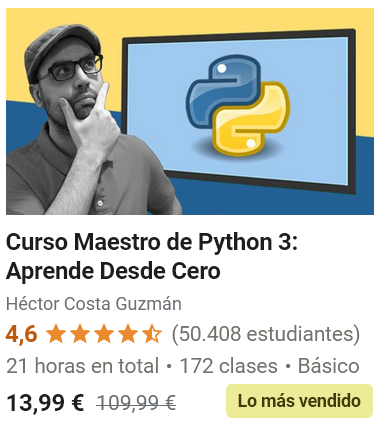 Curso Maestro de Python 3:
Aprende Desde Cero
Héctor Costa Guzmán
4,6 (50.408 estudiantes)
21 horas en total • 172 clases • Básico
13,99 € 109,99 € Lo más vendido